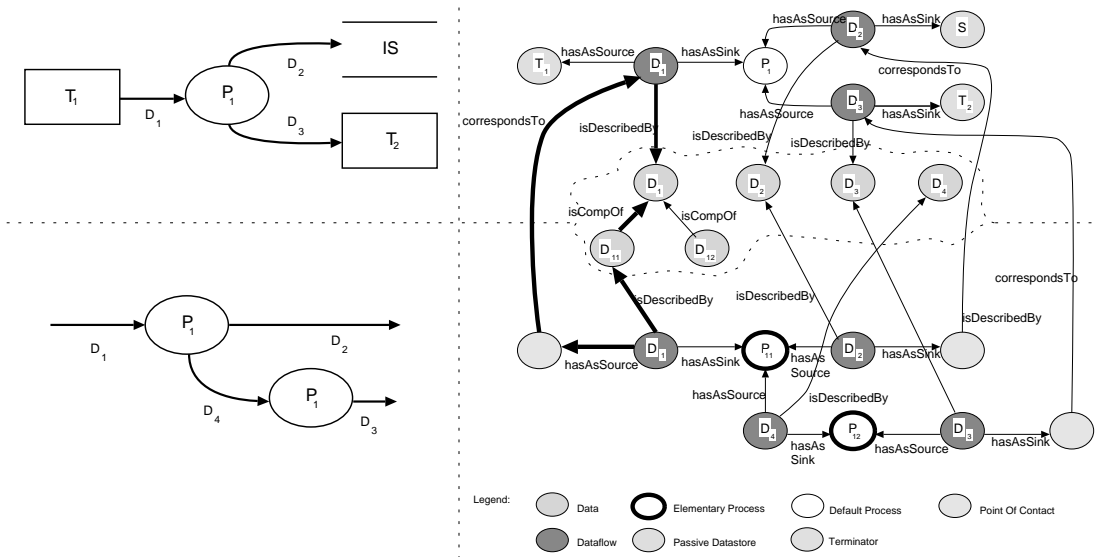 T1
D1
P1
D2
IS
D3
T2
D1
P1
D2
D4
P1
D3
hasAsSource
D2
hasAsSink
S
T1
hasAsSource
D1
hasAsSink
P1
correspondsTo
D3
hasAsSink
T2
hasAsSource
correspondsTo
isDescribedBy
isDescribedBy
isDescribedBy
D1
D2
D3
D4
isCompOf
isCompOf
D11
D12
isDescribedBy
isDescribedBy
correspondsTo
isDescribedBy
hasAsSource
D1
hasAsSink
P11
hasAs
Source
D2
hasAsSink
hasAsSource
isDescribedBy
D4
hasAs
Sink
P12
hasAsSource
D3
hasAsSink
Legend:
Data
Elementary Process
Default Process
Point Of Contact
Dataflow
Passive Datastore
Terminator